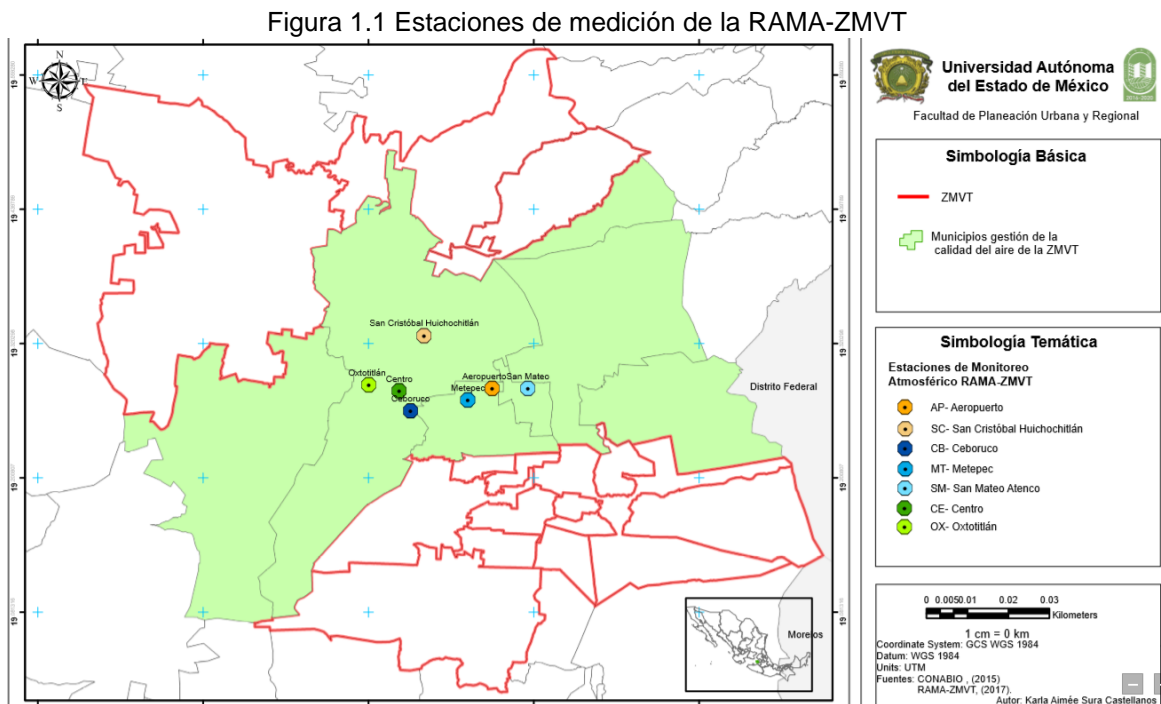 Figura 1.1 Estaciones de medición de la RAMA-ZMVT
N
W
S
San Cristóbal Huichochitlán
Oxtotitlán
Centro
Ceboruco
Aeropuerto
San Mateo
Metepec
Distrito Federal
Morelos
Universidad Autónoma
del Estado de México
Facultad de Planeación Urbana y Regional
Simbología Básica
ZMVT
Municipios gestión de la
calidad del aire de la ZMVT
Simbología Temática
Estaciones de Monitoreo
Atmosférico RAMA-ZMVT
AP- Aeropuerto
SC- San Cristóbal Huichochitlán
CB- Ceboruco
MT- Metepec
SM- San Mateo Atenco
CE- Centro
OX- Oxtotitlán
0 0.0050.01 0.02 0.03
Kilometers
1 cm = 0 km
Coordinate System: GCS WGS 1984
Datum: WGS 1984
Units: UTM
Fuentes: CONABIO , (2015)
RAMA-ZMVT, (2017).
Autor: Karla Aimée Sura Castellanos